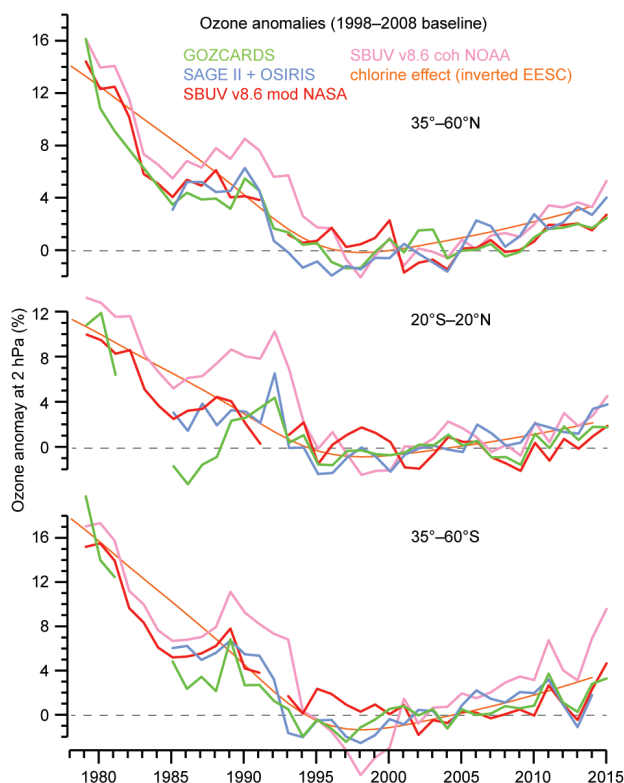 Ozone anomalies (1998–2008 baseline)
GOZCARDS
SBUV v8.6 coh NOAA
SAGE II + OSIRIS
chlorine effect (inverted EESC)
SBUV v8.6 mod NASA
35°–60°N
16
12
8
4
0
20°S–20°N
12
8
4
0
Ozone anomay at 2 hPa (%)
35°–60°S
16
12
8
4
0
1980 1985 1990 1995 2000 2005 2010 2015